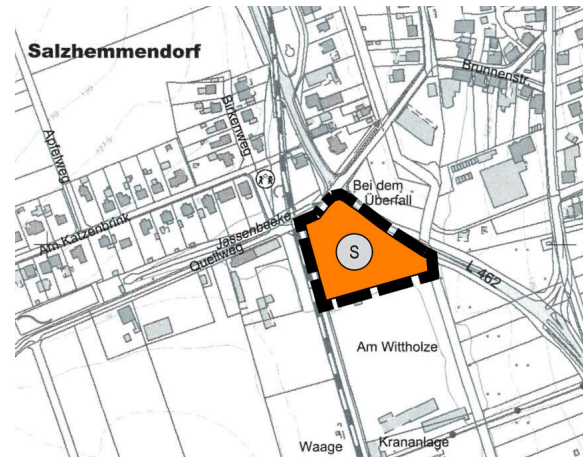 Salzhemmendorf
Brunnenstr.
Birkenweg
Apfelweg
Bei dem
Überfall
Am Katzenbrink
Jassenbeeke
Quellweg
S
L 462
Am Wittholze
Krananlage
Waage